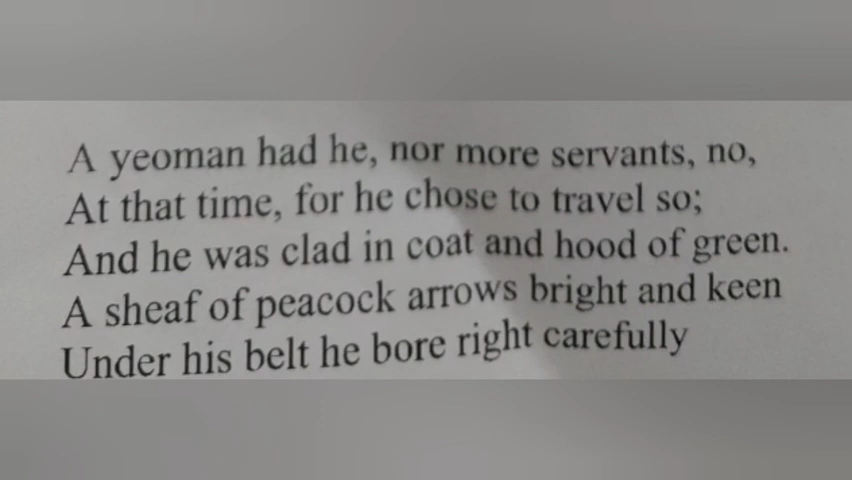 A yeoman had he, nor more servants, no,
At that time, for he chose to travel so;
And he was clad in coat and hood of green.
A sheaf of peacock arrows bright and keen
Under his belt he bore right carefully